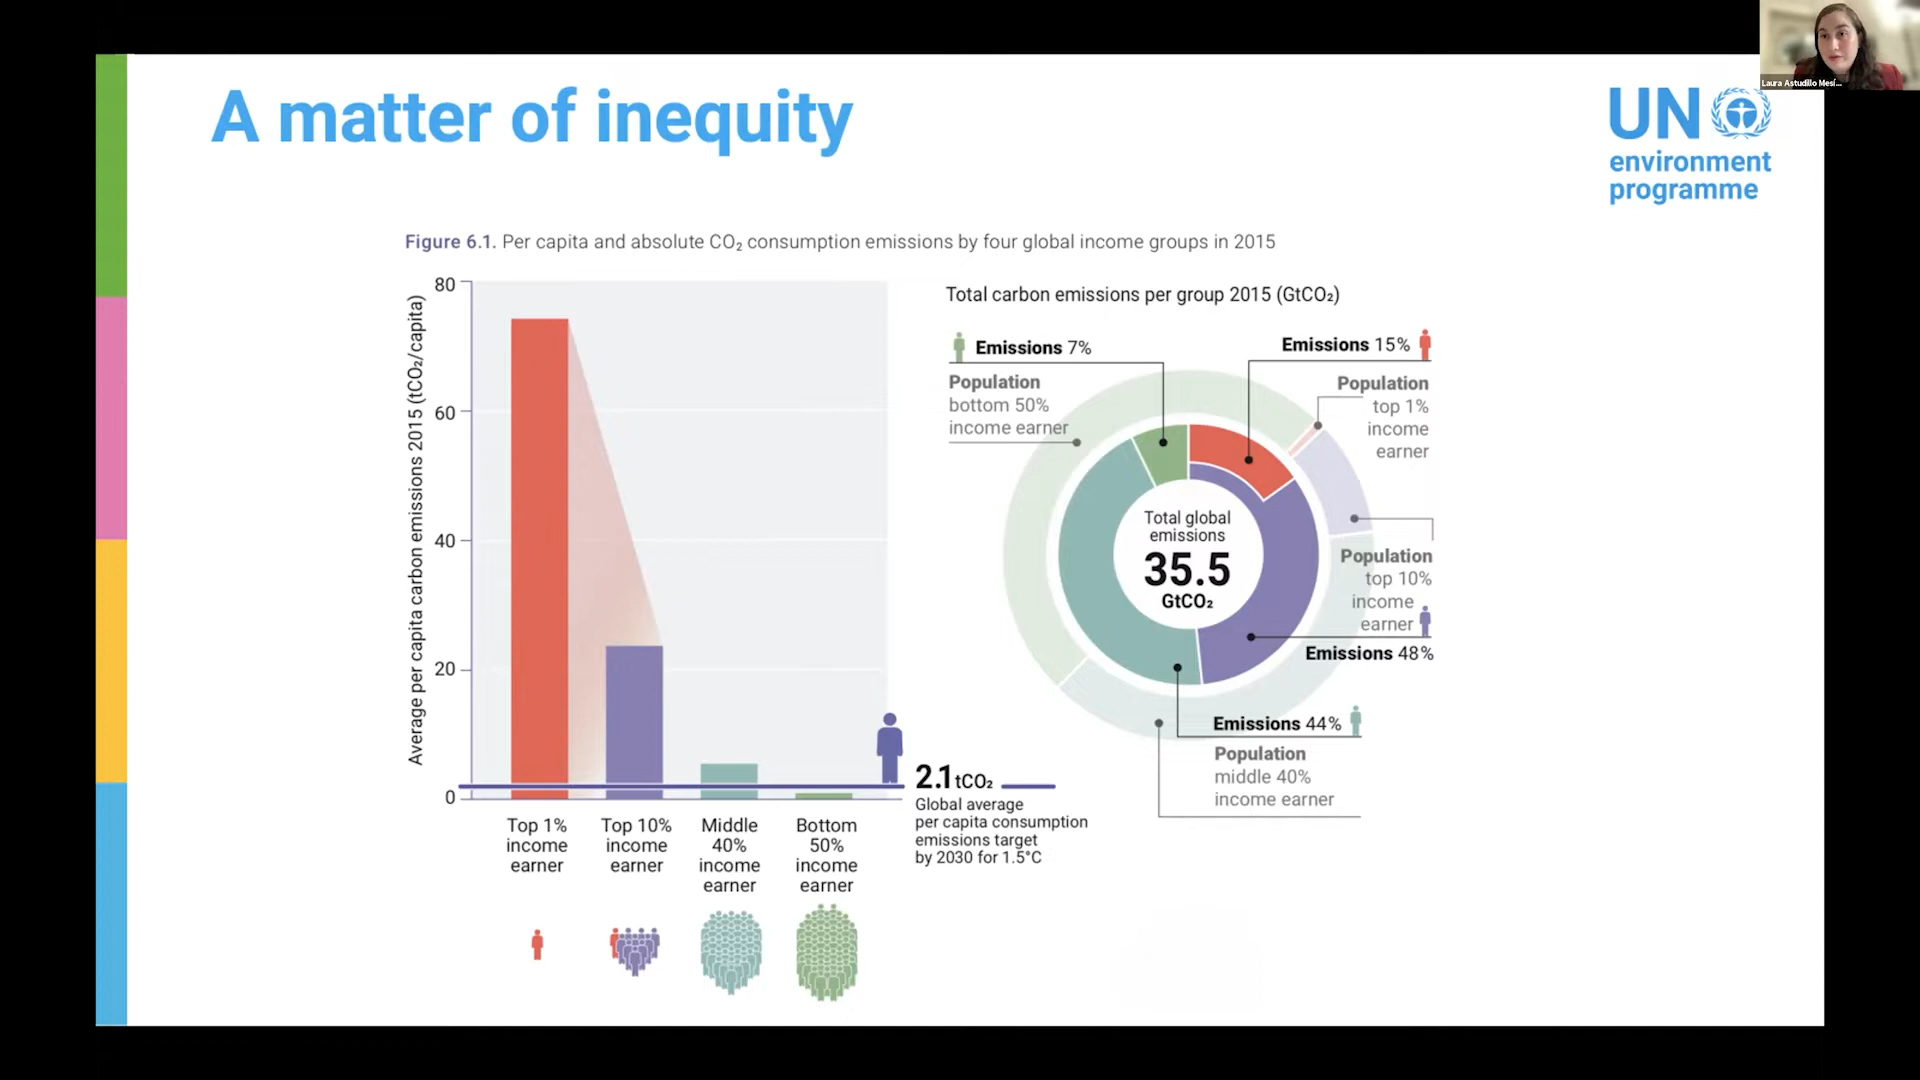 Laura Astudillo Mesí...
A matter of inequity
UN
environment
programme
Figure 6.1. Per capita and absolute CO₂ consumption emissions by four global income groups in 2015
Average per capita carbon emissions 2015 (tCO₂/capita)
80
60
40
20
0
Top 1%
income
earner
Top 10%
income
earner
Middle
40%
income
earner
Bottom
50%
income
earner
2.1 tCO₂
Global average
per capita consumption
emissions target
by 2030 for 1.5°C
Total carbon emissions per group 2015 (GtCO₂)
Emissions 7%
Population
bottom 50%
income earner
Emissions 15%
Population
top 1%
income
earner
Total global
emissions
35.5
GtCO₂
Population
top 10%
income
earner
Emissions 48%
Emissions 44%
Population
middle 40%
income earner